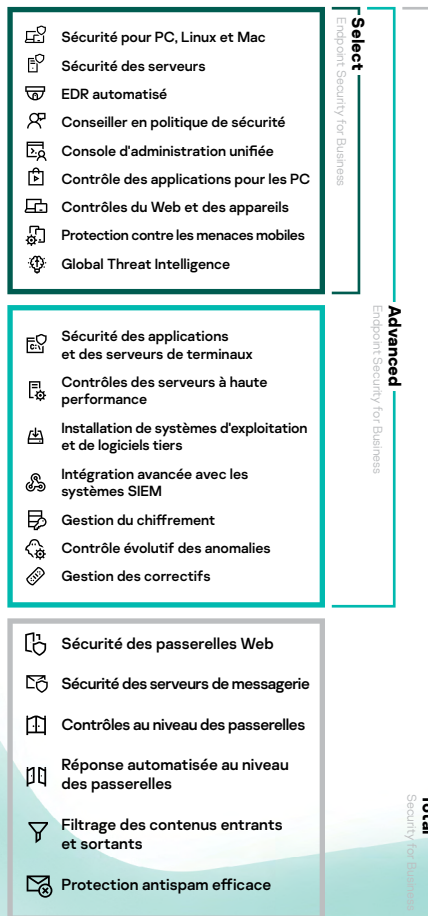 Sécurité pour PC, Linux et Mac
Sécurité des serveurs
EDR automatisé
Conseiller en politique de sécurité
Console d'administration unifiée
Contrôle des applications pour les PC
Contrôles du Web et des appareils
Protection contre les menaces mobiles
Global Threat Intelligence
Select
Endpoint Security for Business
Sécurité des applications
et des serveurs de terminaux
Contrôles des serveurs à haute
performance
Installation de systèmes d'exploitation
et de logiciels tiers
Intégration avancée avec les
systèmes SIEM
Gestion du chiffrement
Contrôle évolutif des anomalies
Gestion des correctifs
Advanced
Endpoint Security for Business
Sécurité des passerelles Web
Sécurité des serveurs de messagerie
Contrôles au niveau des passerelles
Réponse automatisée au niveau
des passerelles
Filtrage des contenus entrants
et sortants
Protection antispam efficace
Total
Security for Business